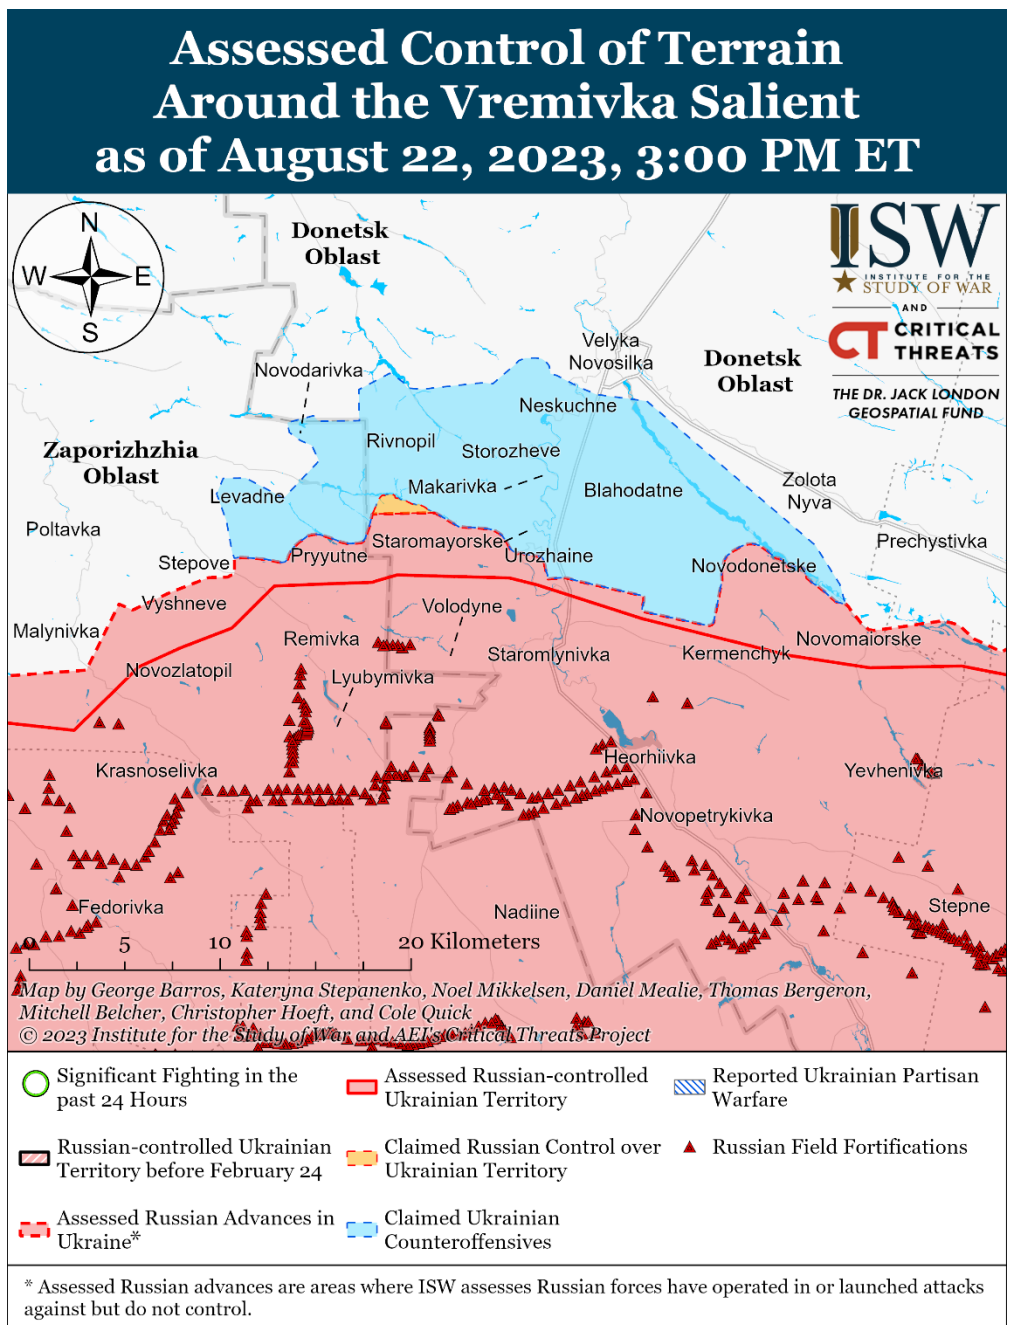 Assessed Control of Terrain
Around the Vremivka Salient
as of August 22, 2023, 3:00 PM ET
N
W
E
S
Donetsk
Oblast
ISW
INSTITUTE FOR THE
STUDY OF WAR
AND
CT CRITICAL
THREATS
THE DR. JACK LONDON
GEOSPATIAL FUND
Velyka
Novosilka
Donetsk
Oblast
Novodarivka
Neskuchne
Zaporizhzhia
Oblast
Rivnopil
Storozheve
Levadne
Makarivka
Blahodatne
Zolota
Nyva
Poltavka
Staromayorske
Prechystivka
Stepove
Pryyutne
Urozhaine
Novodonetske
Vyshneve
Volodyne
Malynivka
Remivka
Novomaiorske
Staromlynivka
Kermenchyk
Novozlatopil
Lyubymivka
Krasnoselivka
Heorhiivka
Yevhenivka
Novopetrykivka
Fedorivka
Nadiine
Stepne
0
5
10
20 Kilometers
Map by George Barros, Kateryna Stepanenko, Noel Mikkelsen, Daniel Mealie, Thomas Bergeron,
Mitchell Belcher, Christopher Hoeft, and Cole Quick
© 2023 Institute for the Study of War and AEI's Critical Threats Project
Significant Fighting in the
past 24 Hours
Assessed Russian-controlled
Ukrainian Territory
Reported Ukrainian Partisan
Warfare
Russian-controlled Ukrainian
Territory before February 24
Claimed Russian Control over
Ukrainian Territory
Russian Field Fortifications
Assessed Russian Advances in
Ukraine*
Claimed Ukrainian
Counteroffensives
* Assessed Russian advances are areas where ISW assesses Russian forces have operated in or launched attacks
against but do not control.